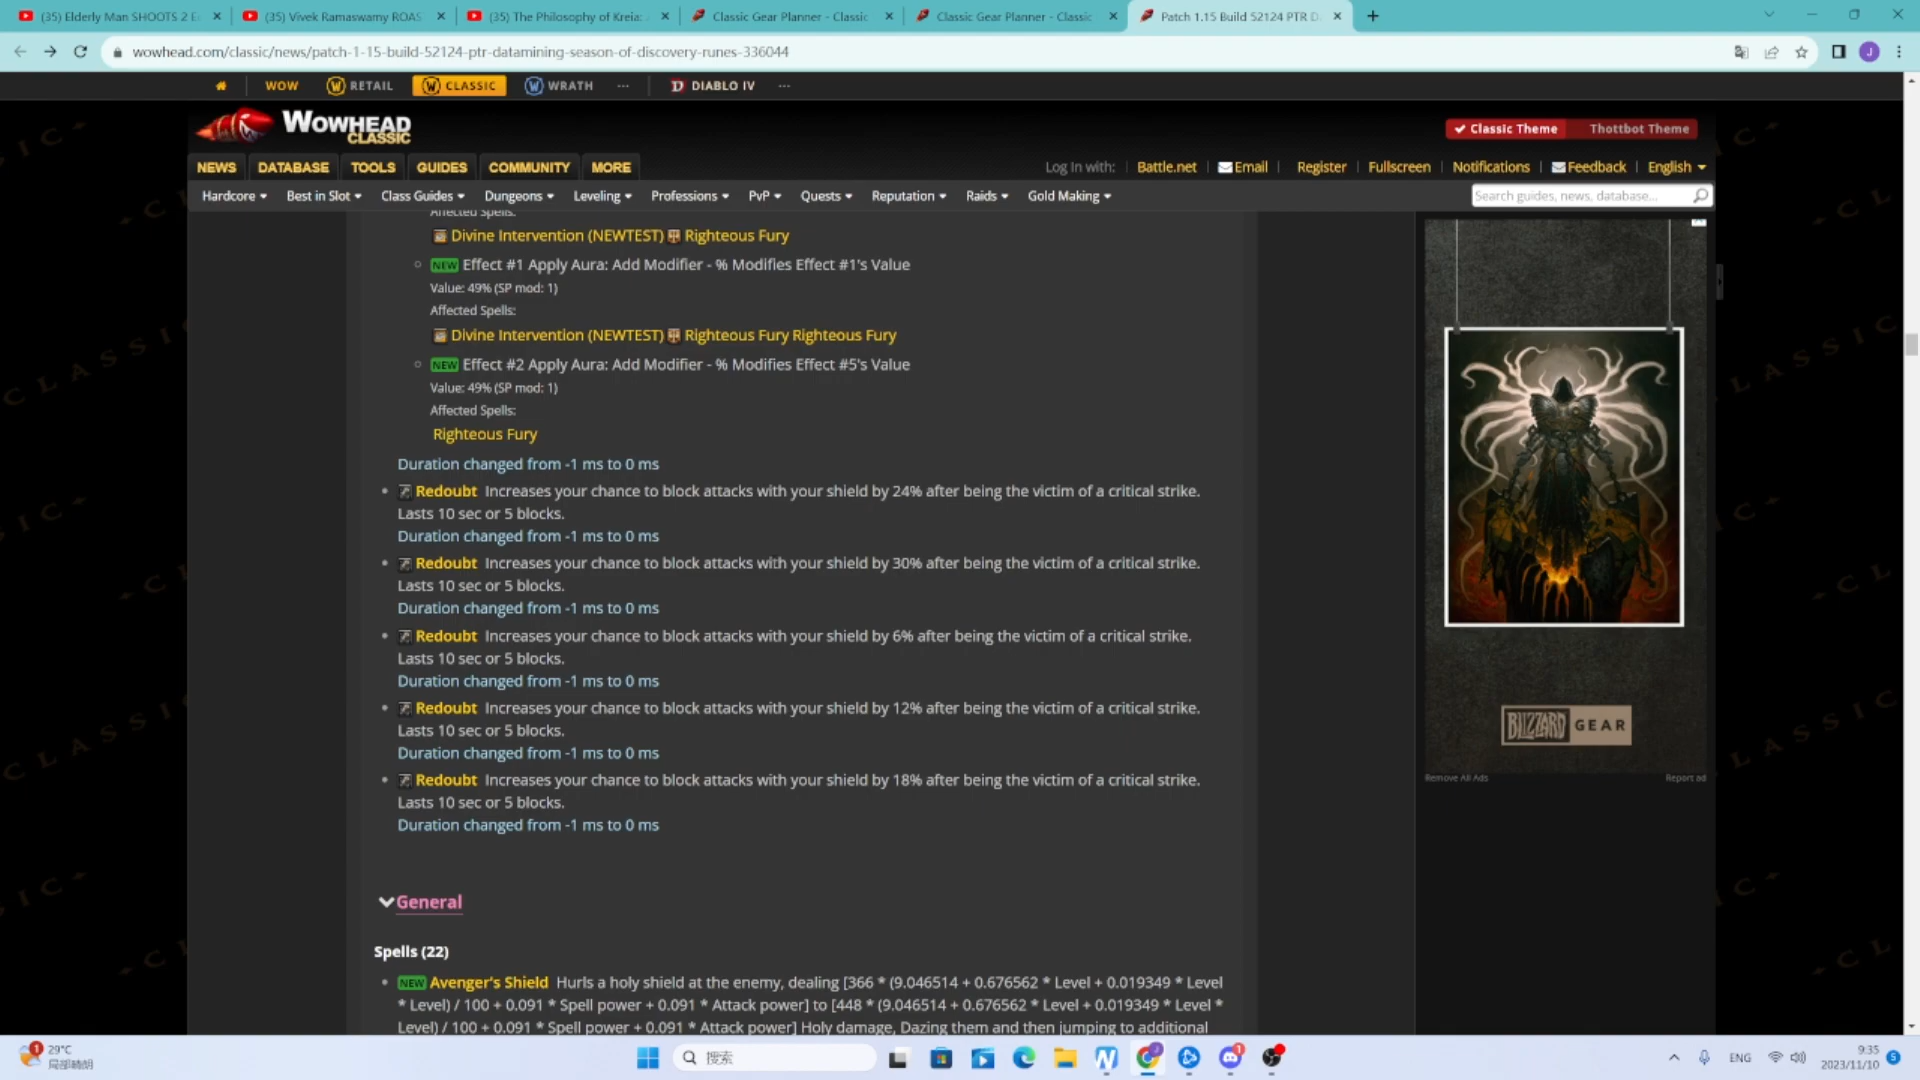 (35) Elderly Man SHOOTS 2 E
(35) Vivek Ramaswamy ROAS
(35) The Philosophy of Kreia:
Classic Gear Planner - Classic
Classic Gear Planner - Classic
Patch 1.15 Build 52124 PTR D
wowhead.com/classic/news/patch-1-15-build-52124-ptr-datamining-season-of-discovery-runes-336044
J
WOW
RETAIL
CLASSIC
WRATH
DIABLO IV
WOWHEAD
CLASSIC
Classic Theme
Thottbot Theme
NEWS DATABASE TOOLS GUIDES COMMUNITY MORE
Log In with: Battle.net Email Register Fullscreen Notifications Feedback English
Hardcore Best in Slot Class Guides Dungeons Leveling Professions PvP Quests Reputation Raids Gold Making
Search guides, news, database...
Affected Spells:
Divine Intervention (NEWTEST) Righteous Fury
NEW Effect #1 Apply Aura: Add Modifier - % Modifies Effect #1's Value
Value: 49% (SP mod: 1)
Affected Spells:
Divine Intervention (NEWTEST) Righteous Fury Righteous Fury
NEW Effect #2 Apply Aura: Add Modifier - % Modifies Effect #5's Value
Value: 49% (SP mod: 1)
Affected Spells:
Righteous Fury
Duration changed from -1 ms to 0 ms
Redoubt Increases your chance to block attacks with your shield by 24% after being the victim of a critical strike.
Lasts 10 sec or 5 blocks.
Duration changed from -1 ms to 0 ms
Redoubt Increases your chance to block attacks with your shield by 30% after being the victim of a critical strike.
Lasts 10 sec or 5 blocks.
Duration changed from -1 ms to 0 ms
Redoubt Increases your chance to block attacks with your shield by 6% after being the victim of a critical strike.
Lasts 10 sec or 5 blocks.
Duration changed from -1 ms to 0 ms
Redoubt Increases your chance to block attacks with your shield by 12% after being the victim of a critical strike.
Lasts 10 sec or 5 blocks.
Duration changed from -1 ms to 0 ms
Redoubt Increases your chance to block attacks with your shield by 18% after being the victim of a critical strike.
Lasts 10 sec or 5 blocks.
Duration changed from -1 ms to 0 ms
General
Spells (22)
NEW Avenger's Shield Hurls a holy shield at the enemy, dealing [366 * (9.046514 + 0.676562 * Level + 0.019349 * Level
* Level) / 100 + 0.091 * Spell power + 0.091 * Attack power] to [448 * (9.046514 + 0.676562 * Level + 0.019349 * Level *
Level) / 100 + 0.091 * Spell power + 0.091 * Attack power] Holy damage, Dazing them and then jumping to additional
BLIZZARD GEAR
Remove All Ads
Report ad
1
29°C
局部晴朗
搜索
1
ENG
9:35
2023/11/10
5